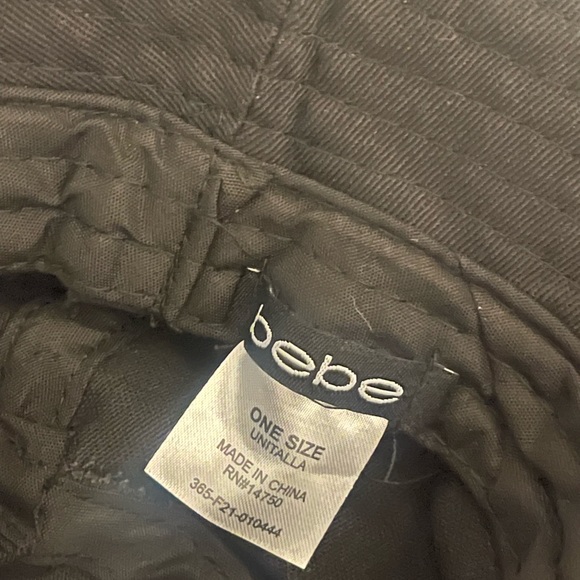 bebe
ONE SIZE
UNITALLA
MADE IN CHINA
RN#14750
365-F21-010444